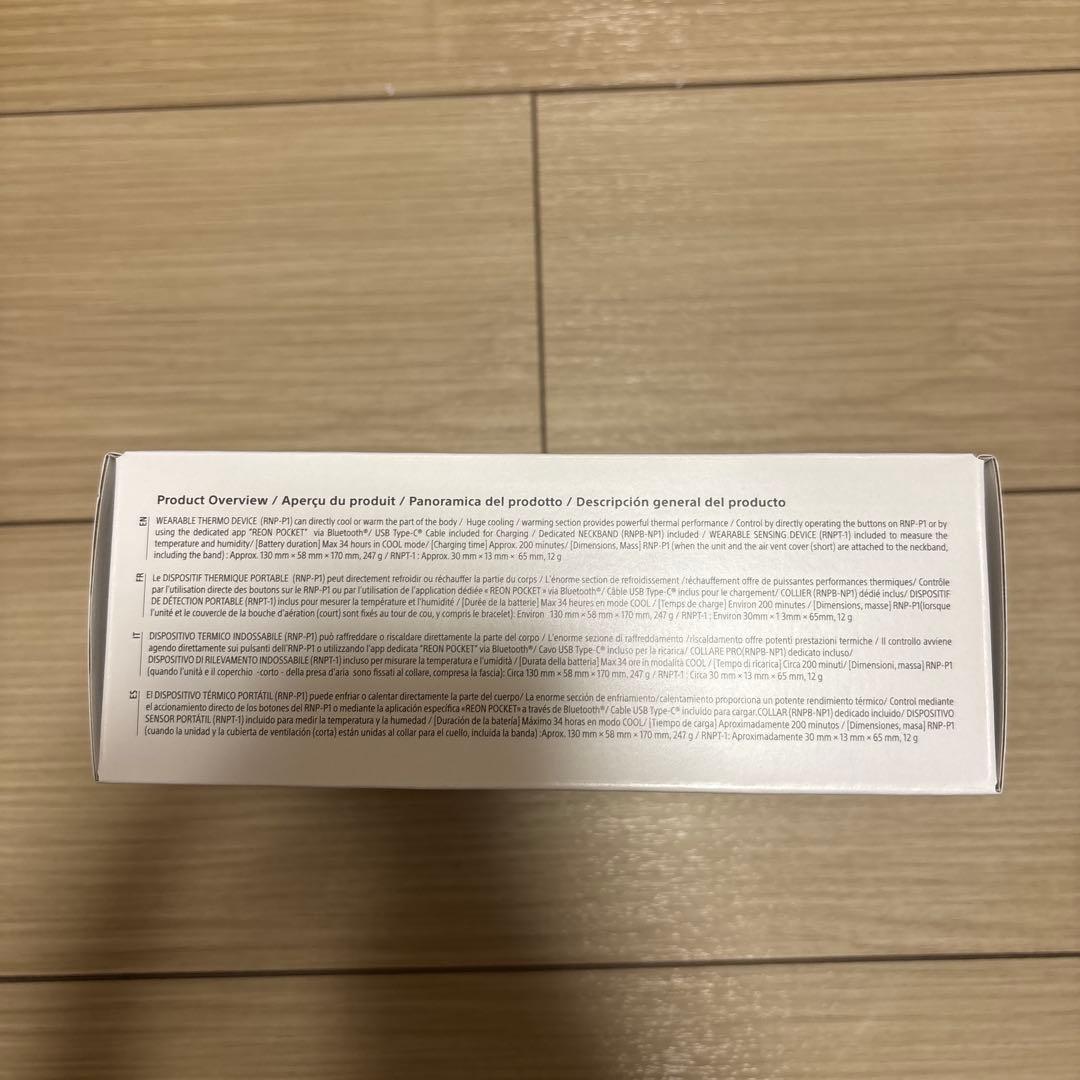 Product Overview / Aperçu du produit / Panoramica del prodotto / Descripción general del producto
EN
WEARABLE THERMO DEVICE (RNP-P1) can directly cool or warm the part of the body / Huge cooling / warming section provides powerful thermal performance / Control by directly operating the buttons on RNP-P1 or by
using the dedicated app "REON POCKET" via Bluetooth®/ USB Type-C® Cable included for Charging / Dedicated NECKBAND (RNPB-NP1) included / WEARABLE SENSING DEVICE (RNPT-1) included to measure the
temperature and humidity/ [Battery duration] Max 34 hours in COOL mode/ [Charging time] Approx. 200 minutes/ [Dimensions, Mass] RNP-P1 (when the unit and the air vent cover (short) are attached to the neckband,
including the band) : Approx. 130 mm × 58 mm × 170 mm, 247 g / RNPT-1 : Approx. 30 mm × 13 mm × 65 mm, 12 g
FR
Le DISPOSITIF THERMIQUE PORTABLE (RNP-P1) peut directement refroidir ou réchauffer la partie du corps / L'énorme section de refroidissement /réchauffement offre de puissantes performances thermiques/ Contrôle
par l'utilisation directe des boutons sur le RNP-P1 ou par l'utilisation de l'application dédiée « REON POCKET » via Bluetooth®/ Câble USB Type-C® inclus pour le chargement/ COLLIER (RNPB-NP1) dédié inclus/ DISPOSITIF
DE DÉTECTION PORTABLE (RNPT-1) inclus pour mesurer la température et l'humidité / [Durée de la batterie] Max 34 heures en mode COOL / [Temps de charge] Environ 200 minutes / [Dimensions, masse] RNP-P1(lorsque
l'unité et le couvercle de la bouche d'aération (court) sont fixés au tour de cou, y compris le bracelet): Environ 130 mm × 58 mm × 170 mm, 247 g / RNPT-1 : Environ 30mm × 1 3mm × 65mm, 12 g
IT
DISPOSITIVO TERMICO INDOSSABILE (RNP-P1) può raffreddare o riscaldare direttamente la parte del corpo / L'enorme sezione di raffreddamento /riscaldamento offre potenti prestazioni termiche / Il controllo avviene
agendo direttamente sui pulsanti dell'RNP-P1 o utilizzando l'app dedicata "REON POCKET" via Bluetooth®/ Cavo USB Type-C® incluso per la ricarica/ COLLARE PRO(RNPB-NP1) dedicato incluso/
DISPOSITIVO DI RILEVAMENTO INDOSSABILE (RNPT-1) incluso per misurare la temperatura e l'umidità / [Durata della batteria] Max 34 ore in modalità COOL / [Tempo di ricarica] Circa 200 minuti/ [Dimensioni, massa] RNP-P1
(quando l'unità e il coperchio -corto - della presa d'aria sono fissati al collare, compresa la fascia): Circa 130 mm × 58 mm × 170 mm, 247 g / RNPT-1 : Circa 30 mm × 13 mm × 65 mm, 12 g
ES
El DISPOSITIVO TÉRMICO PORTÁTIL (RNP-P1) puede enfriar o calentar directamente la parte del cuerpo/ La enorme sección de enfriamiento/calentamiento proporciona un potente rendimiento térmico/ Control mediante
el accionamiento directo de los botones del RNP-P1 o mediante la aplicación específica «REON POCKET» a través de Bluetooth®/ Cable USB Type-C® incluido para cargar.COLLAR (RNPB-NP1) dedicado incluido/ DISPOSITIVO
SENSOR PORTÁTIL (RNPT-1) incluido para medir la temperatura y la humedad / [Duración de la batería] Máximo 34 horas en modo COOL/ [Tiempo de carga] Aproximadamente 200 minutos / [Dimensiones, masa] RNP-P1
(cuando la unidad y la cubierta de ventilación (corta) están unidas al collar para el cuello, incluida la banda) :Aprox. 130 mm × 58 mm × 170 mm, 247 g / RNPT-1: Aproximadamente 30 mm × 13 mm × 65 mm, 12 g